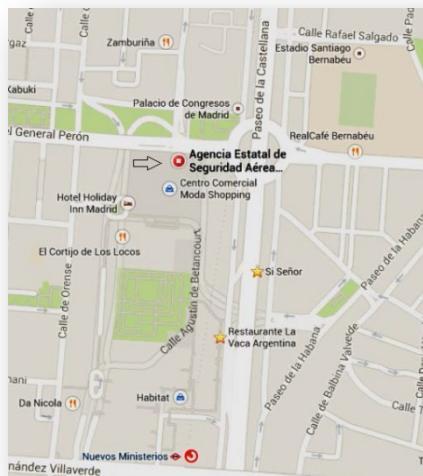 Calle Rafael Salgado
Zamburiña
Estadio Santiago
Bernabéu
Kabuki
Palacio de Congresos
de Madrid
Paseo de la Castellana
el General Perón
RealCafé Bernabéu
Agencia Estatal de
Seguridad Aérea...
Centro Comercial
Moda Shopping
Hotel Holiday
Inn Madrid
El Cortijo de Los Locos
Paseo de la Habana
Si Señor
Calle de Orense
Calle Agustín de Betancourt
Restaurante La
Vaca Argentina
Paseo de la Habana
Calle de Balbina Valverde
Habitat
Da Nicola
Nuevos Ministerios
nández Villaverde